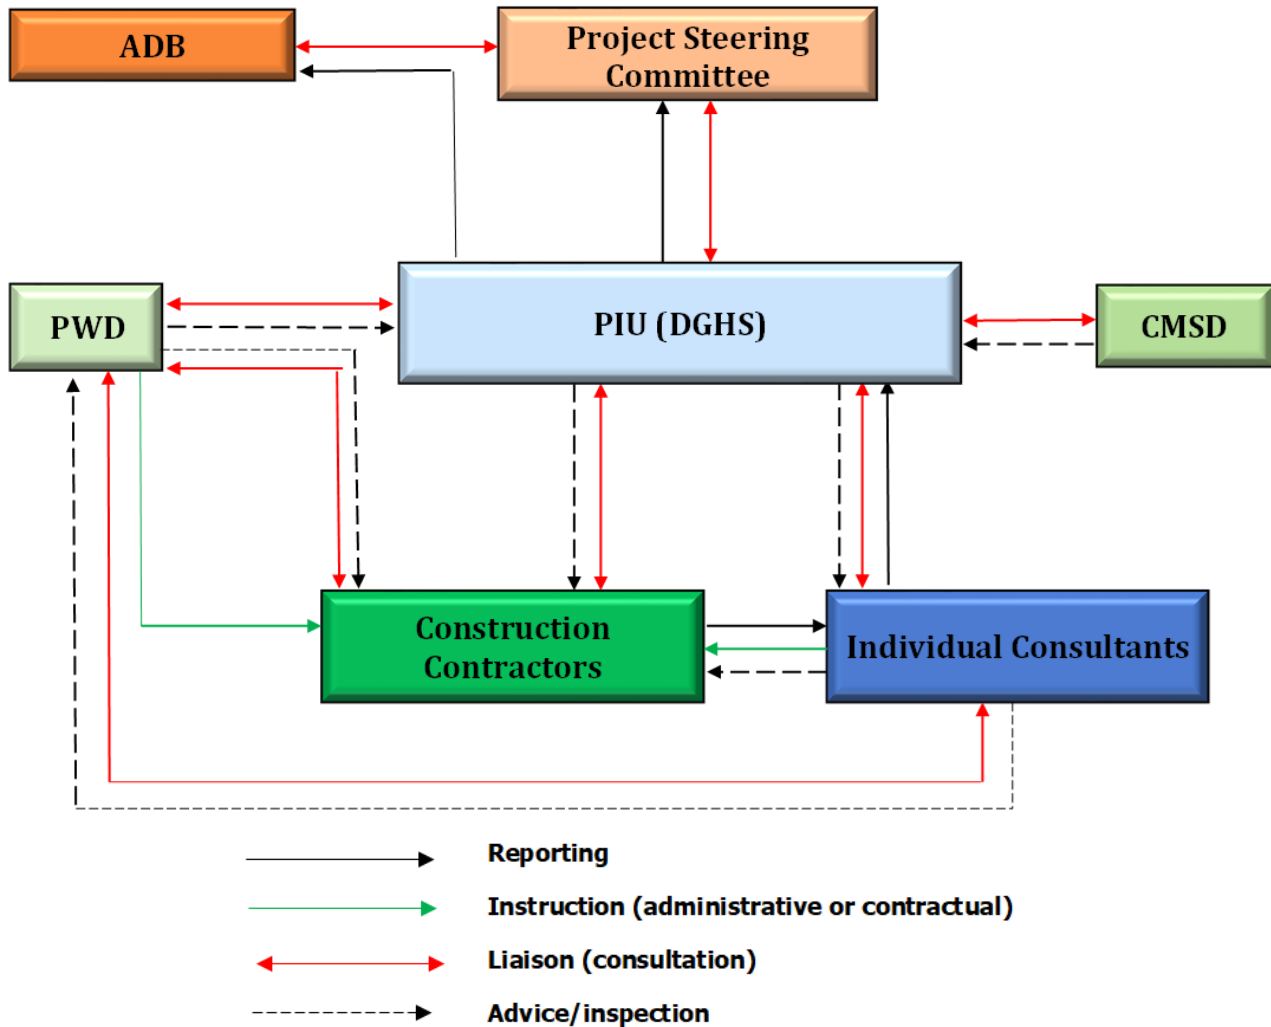 ADB
Project Steering
Committee
PWD
PIU (DGHS)
CMSD
Construction
Contractors
Individual Consultants
Reporting
Instruction (administrative or contractual)
Liaison (consultation)
Advice/inspection